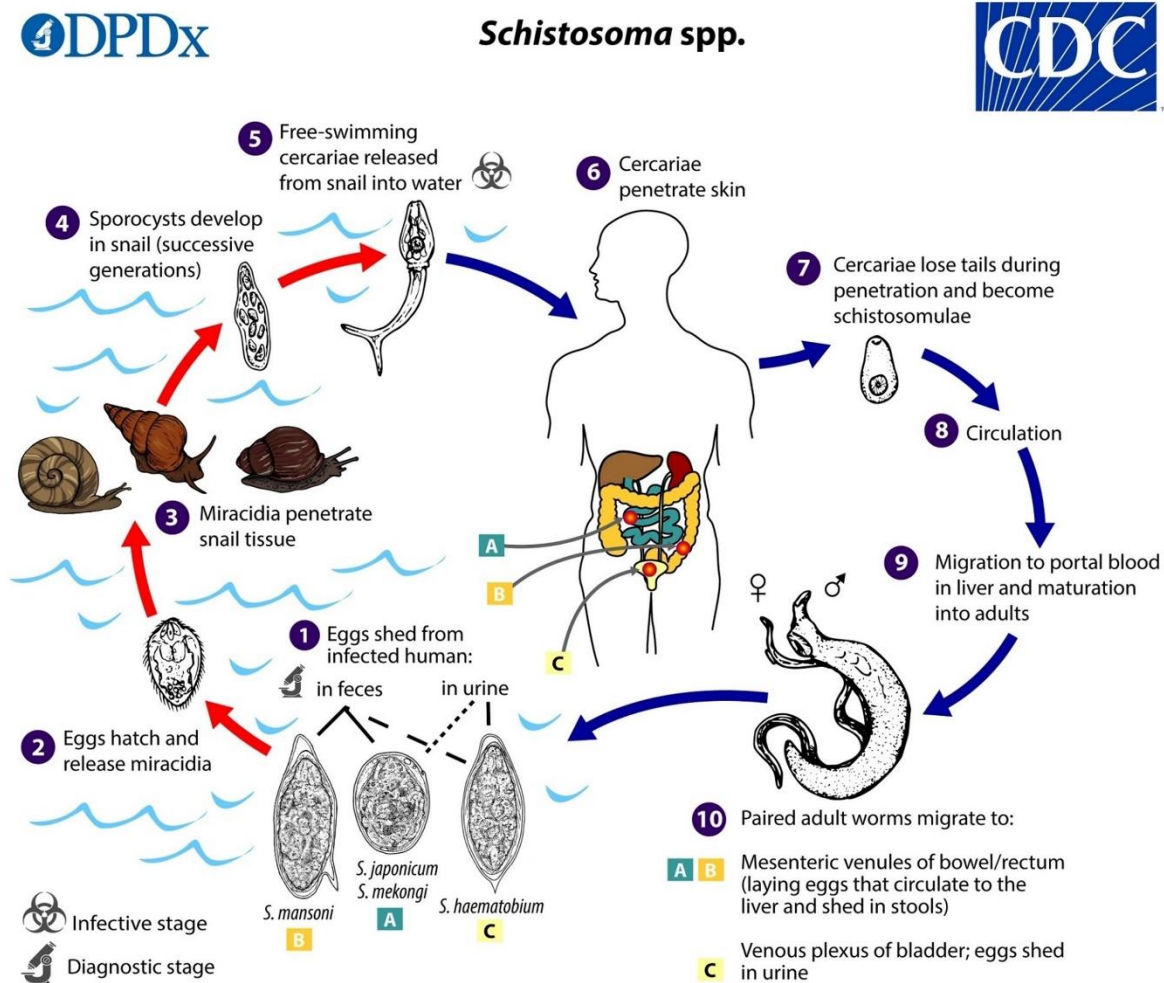 DPDx
Schistosoma spp.
CDC
5 Free-swimming
cercariae released
from snail into water
6 Cercariae
penetrate skin
4 Sporocysts develop
in snail (successive
generations)
7 Cercariae lose tails during
penetration and become
schistosomulae
8 Circulation
3 Miracidia penetrate
snail tissue
A
B
C
9 Migration to portal blood
in liver and maturation
into adults
♀ ♂
1 Eggs shed from
infected human:
in feces
in urine
2 Eggs hatch and
release miracidia
S. mansoni
B
S. japonicum
S. mekongi
A
S. haematobium
C
10 Paired adult worms migrate to:
A B Mesenteric venules of bowel/rectum
(laying eggs that circulate to the
liver and shed in stools)
C Venous plexus of bladder; eggs shed
in urine
Infective stage
Diagnostic stage